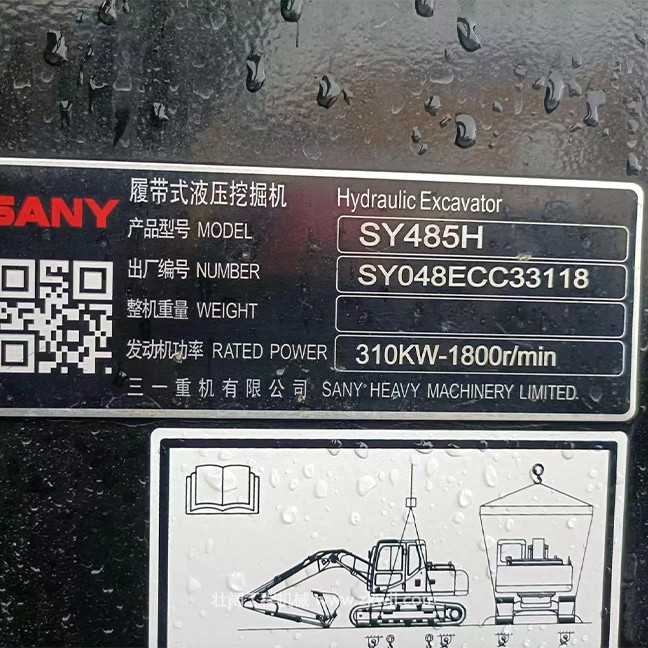 SANY
履带式液压挖掘机 Hydraulic Excavator
产品型号 MODEL SY485H
出厂编号 NUMBER SY048ECC33118
整机重量 WEIGHT
发动机功率 RATED POWER 310KW-1800r/min
三一重机有限公司 SANY HEAVY MACHINERY LIMITED.